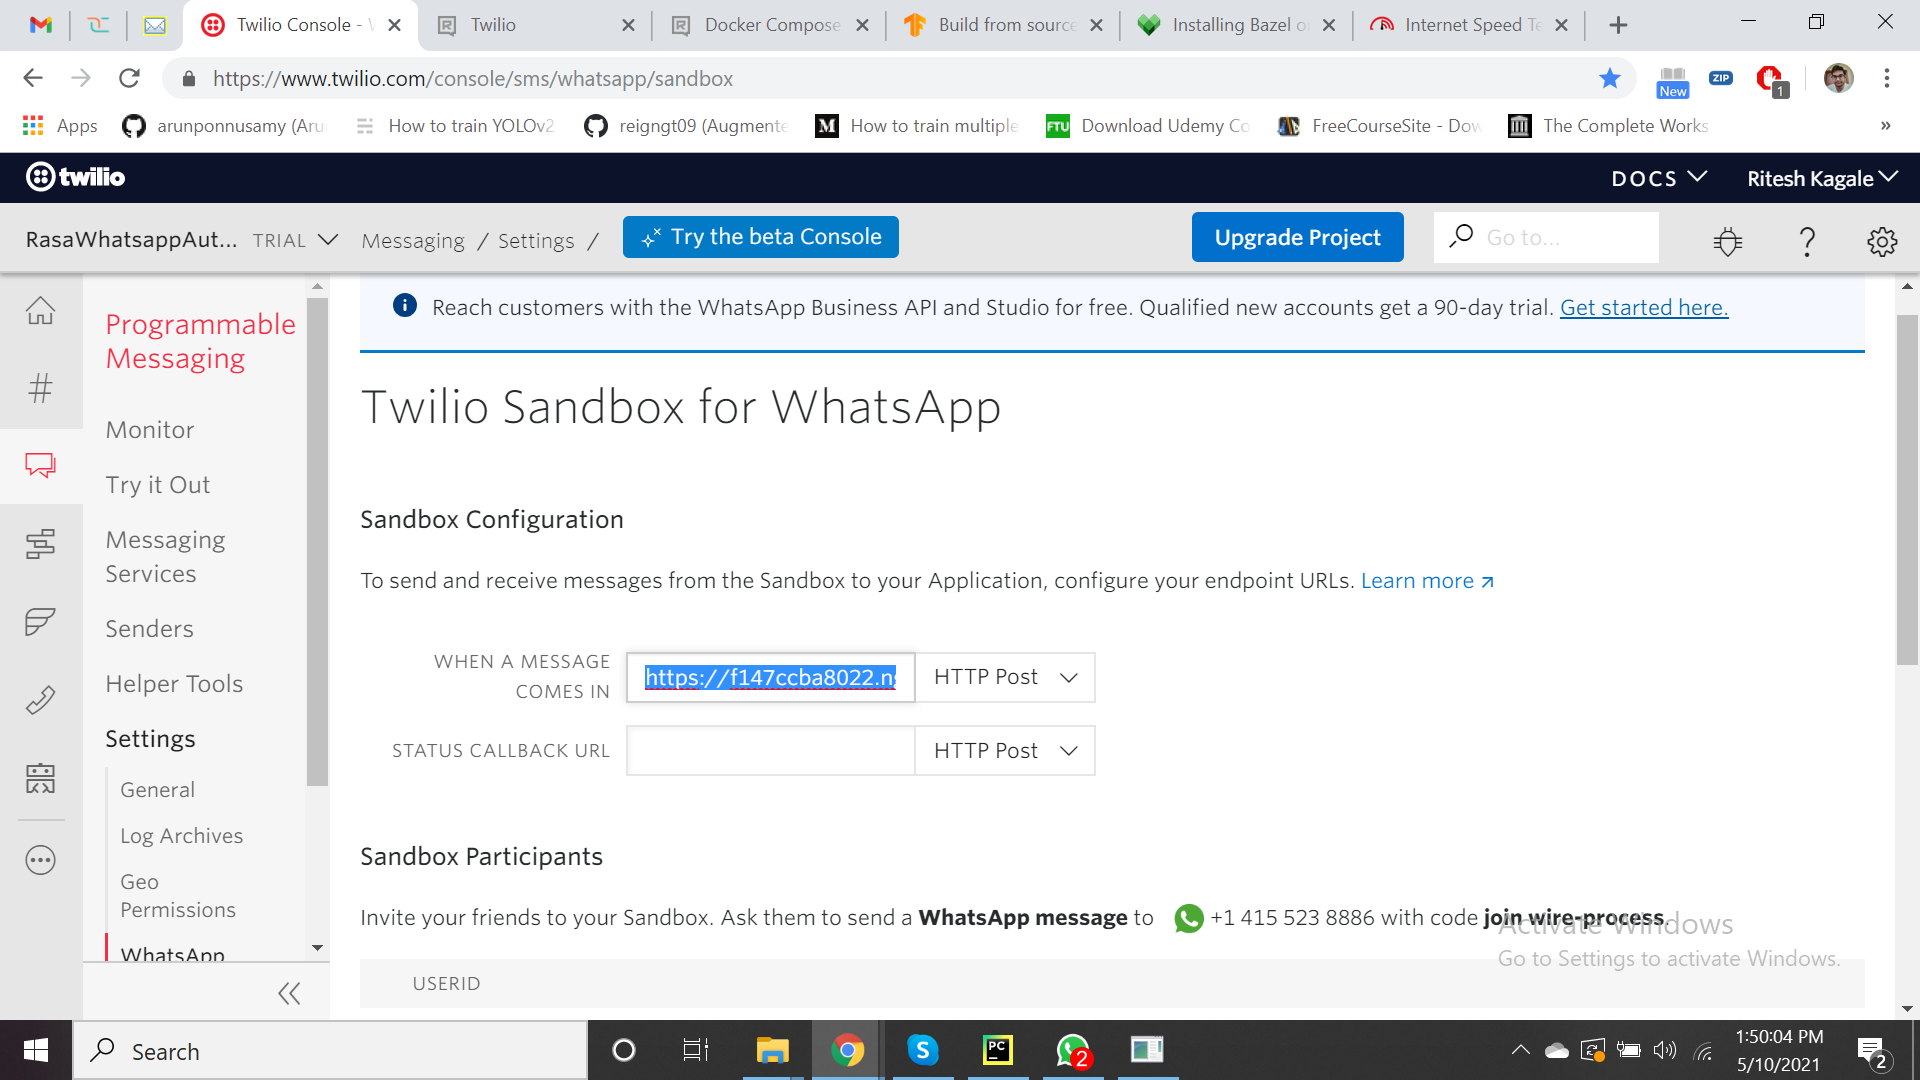 Twilio Console - W
Twilio
Docker Compose
Build from source
Installing Bazel o
Internet Speed Te
https://www.twilio.com/console/sms/whatsapp/sandbox
New
ZIP
1
Apps
arunponnusamy (Aru
How to train YOLOv2
reigngt09 (Augmente
M
How to train multiple
FTU
Download Udemy Co
FreeCourseSite - Dow
The Complete Works
»
twilio
DOCS
Ritesh Kagale
RasaWhatsappAut...
TRIAL
Messaging / Settings /
Try the beta Console
Upgrade Project
Go to...
Reach customers with the WhatsApp Business API and Studio for free. Qualified new accounts get a 90-day trial. Get started here.
Programmable
Messaging
Monitor
Try it Out
Messaging
Services
Senders
Helper Tools
Settings
General
Log Archives
Geo
Permissions
WhatsApp
Twilio Sandbox for WhatsApp
Sandbox Configuration
To send and receive messages from the Sandbox to your Application, configure your endpoint URLs. Learn more
WHEN A MESSAGE
COMES IN
https://f147ccba8022.ng
HTTP Post
STATUS CALLBACK URL
HTTP Post
Sandbox Participants
Invite your friends to your Sandbox. Ask them to send a WhatsApp message to +1 415 523 8886 with code join wire-process.
USERID
Activate Windows
Go to Settings to activate Windows.
Search
S
PC
2
1:50:04 PM
5/10/2021
2